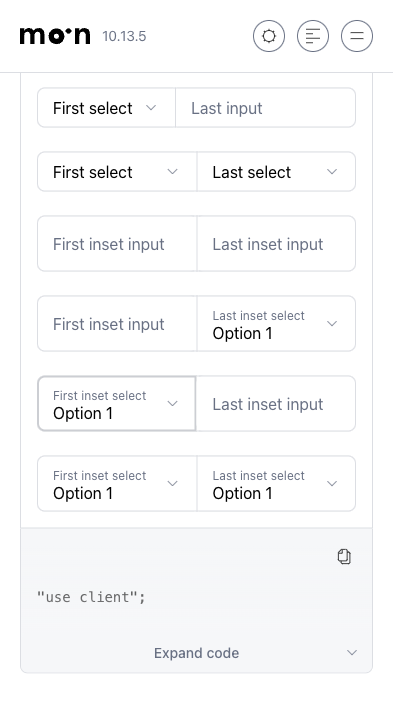 moon 10.13.5
First select Last input
First select Last select
First inset input Last inset input
First inset input Last inset select
Option 1
First inset select
Option 1 Last inset input
First inset select Last inset select
Option 1 Option 1
"use client";
Expand code